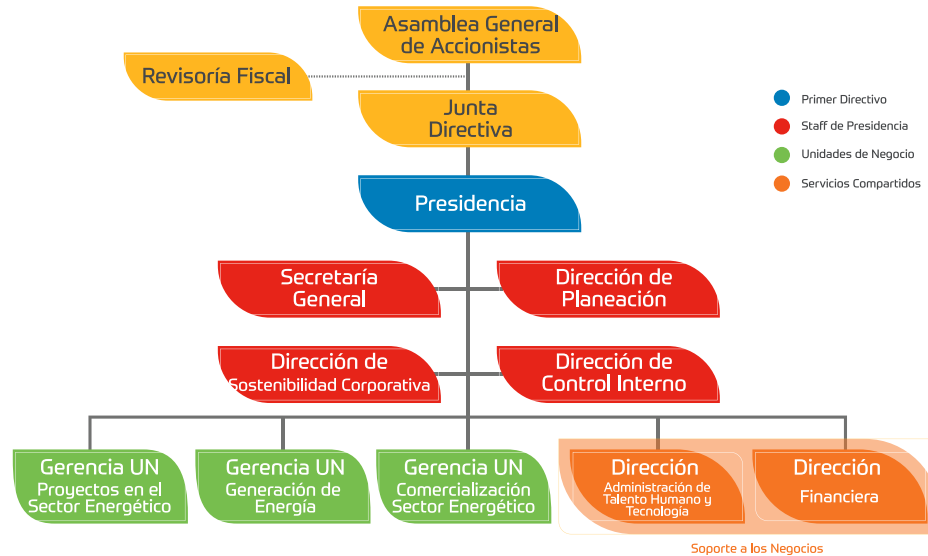 Asamblea General
de Accionistas
Revisoría Fiscal
Junta
Directiva
Presidencia
Primer Directivo
Staff de Presidencia
Unidades de Negocio
Servicios Compartidos
Secretaría
General
Dirección de
Planeación
Dirección de
Sostenibilidad Corporativa
Dirección de
Control Interno
Gerencia UN
Proyectos en el
Sector Energético
Gerencia UN
Generación de
Energía
Gerencia UN
Comercialización
Sector Energético
Dirección
Administración de
Talento Humano y
Tecnología
Dirección
Financiera
Soporte a los Negocios